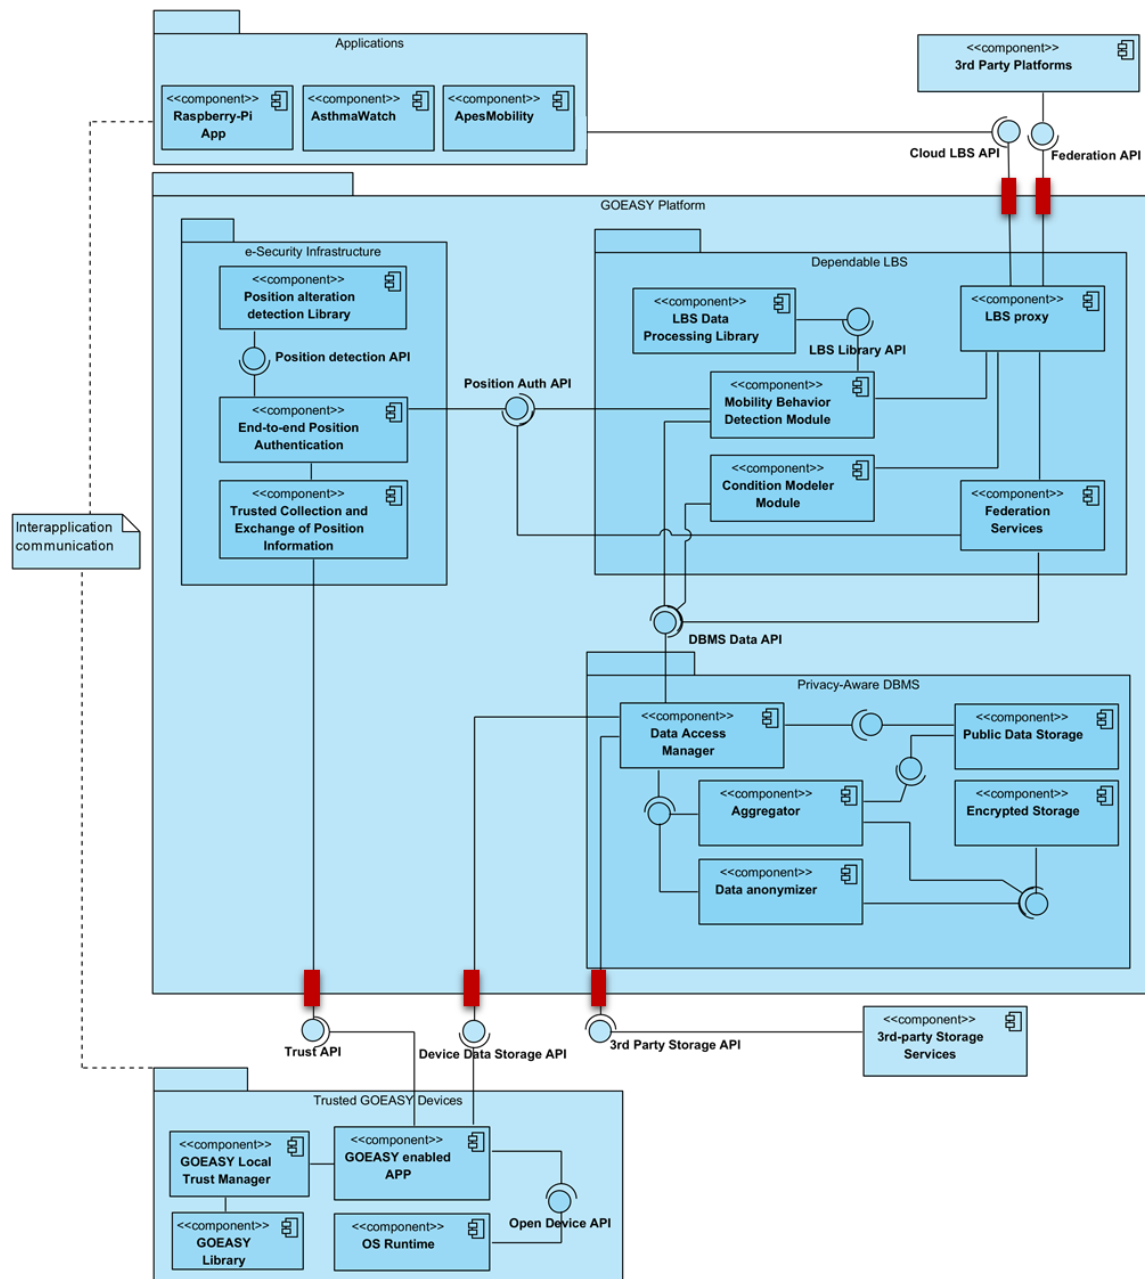 Applications
<<component>>
Raspberry-Pi
App
<<component>>
AsthmaWatch
<<component>>
ApesMobility
<<component>>
3rd Party Platforms
Cloud LBS API
Federation API
GOEASY Platform
e-Security Infrastructure
<<component>>
Position alteration
detection Library
Position detection API
<<component>>
End-to-end Position
Authentication
<<component>>
Trusted Collection and
Exchange of Position
Information
Position Auth API
Dependable LBS
<<component>>
LBS Data
Processing Library
LBS Library API
<<component>>
LBS proxy
<<component>>
Mobility Behavior
Detection Module
<<component>>
Condition Modeler
Module
<<component>>
Federation
Services
Interapplication
communication
DBMS Data API
Privacy-Aware DBMS
<<component>>
Data Access
Manager
<<component>>
Public Data Storage
<<component>>
Aggregator
<<component>>
Encrypted Storage
<<component>>
Data anonymizer
Trust API
Device Data Storage API
3rd Party Storage API
<<component>>
3rd-party Storage
Services
Trusted GOEASY Devices
<<component>>
GOEASY Local
Trust Manager
<<component>>
GOEASY enabled
APP
<<component>>
GOEASY
Library
<<component>>
OS Runtime
Open Device API